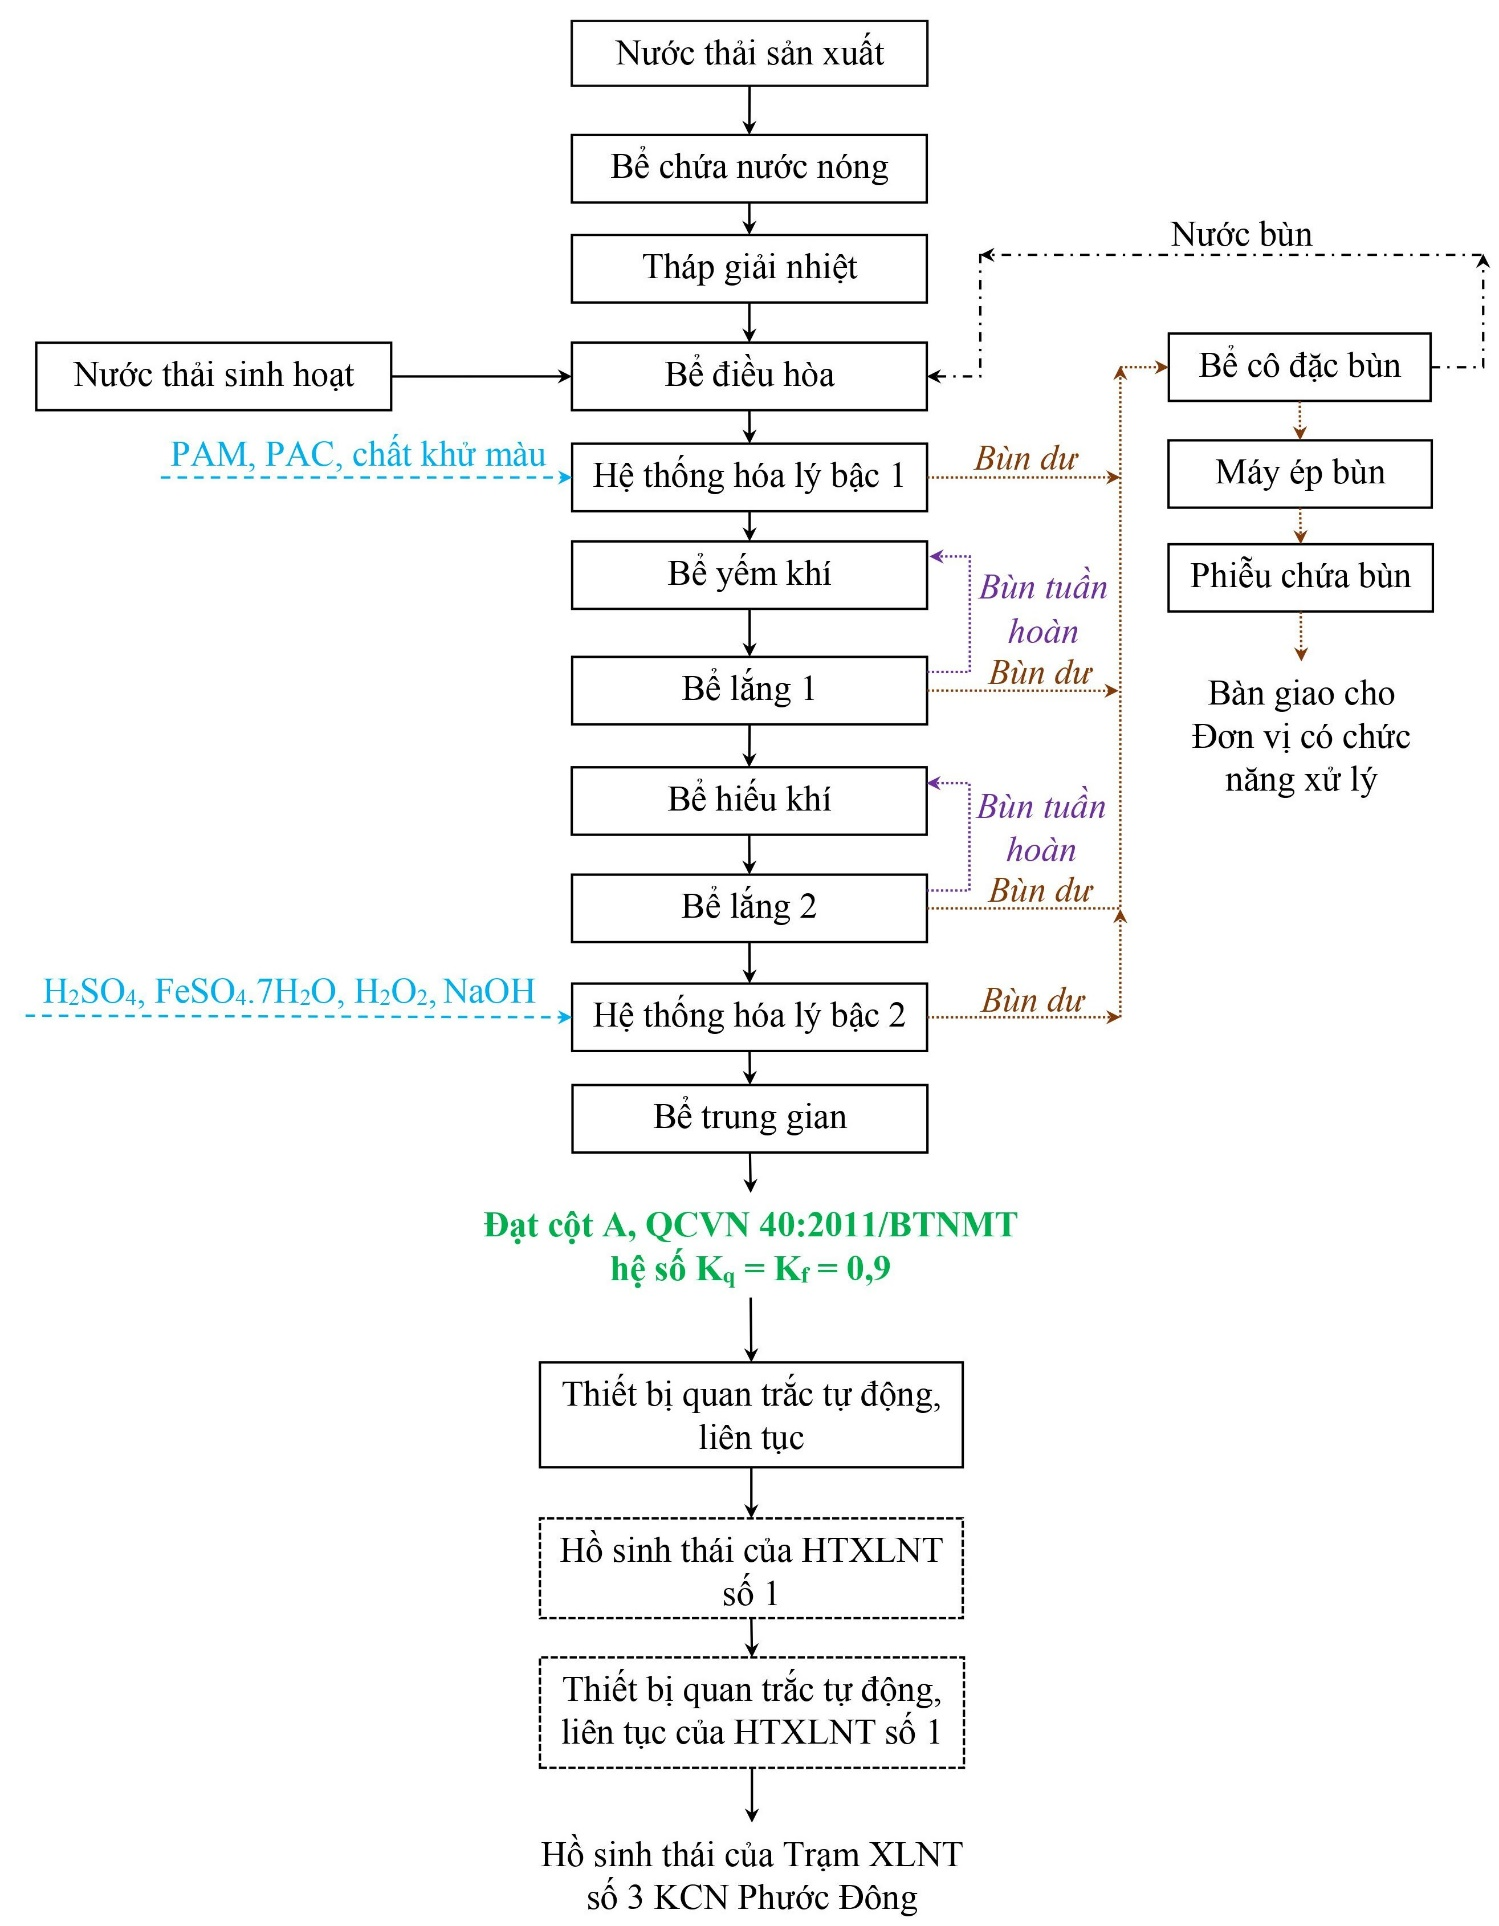 Nước thải sản xuất
Bể chứa nước nóng
Nước bùn
Tháp giải nhiệt
Nước thải sinh hoạt
Bể điều hòa
Bể cô đặc bùn
PAM, PAC, chất khử màu
Hệ thống hóa lý bậc 1
Bùn dư
Máy ép bùn
Bể yếm khí
Bùn tuần
hoàn
Phiễu chứa bùn
Bể lắng 1
Bùn dư
Bàn giao cho
Đơn vị có chức
năng xử lý
Bể hiếu khí
Bùn tuần
hoàn
Bể lắng 2
Bùn dư
H₂SO₄, FeSO₄.7H₂O, H₂O₂, NaOH
Hệ thống hóa lý bậc 2
Bùn dư
Bể trung gian
Đạt cột A, QCVN 40:2011/BTNMT
hệ số Kq = Kf = 0,9
Thiết bị quan trắc tự động,
liên tục
Hồ sinh thái của HTXLNT
số 1
Thiết bị quan trắc tự động,
liên tục của HTXLNT số 1
Hồ sinh thái của Trạm XLNT
số 3 KCN Phước Đông